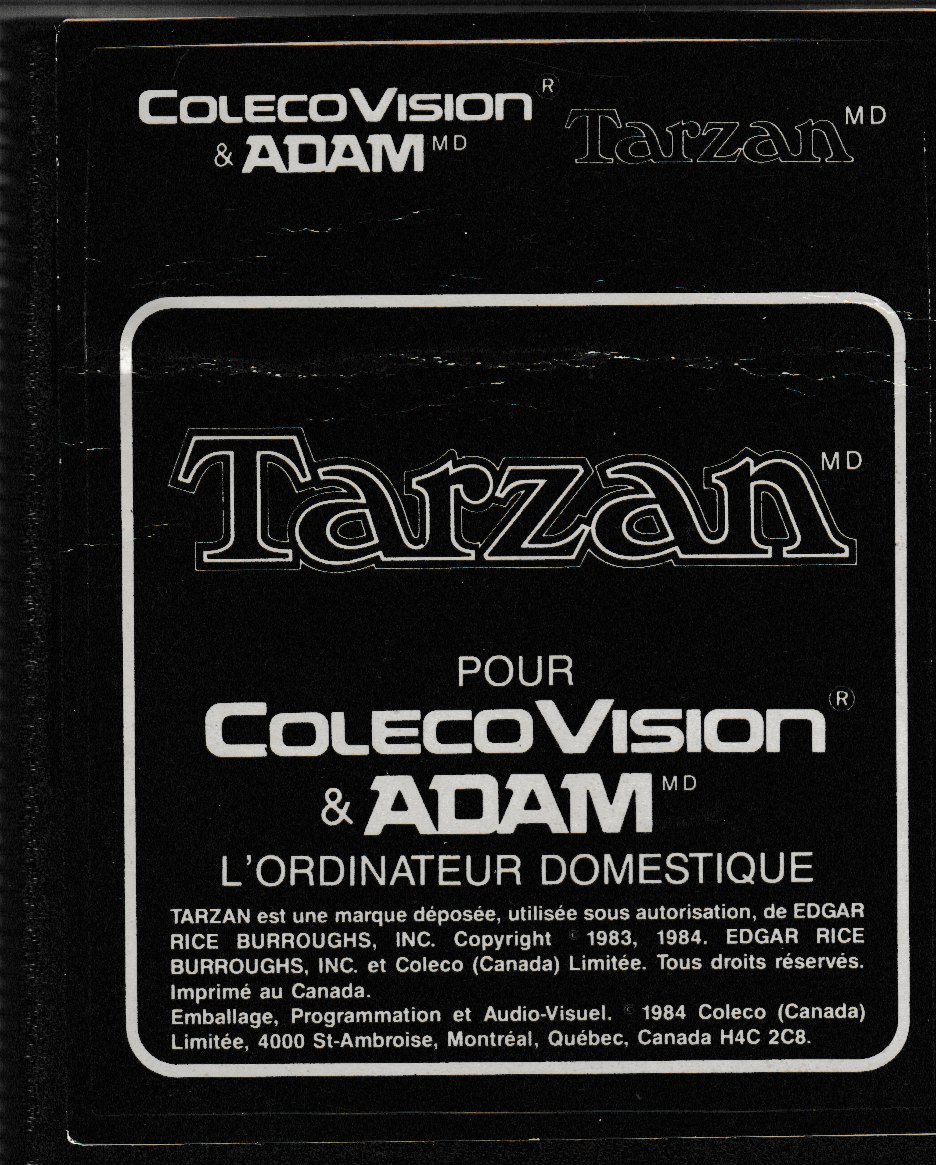 COLECOVISION®
& ADAM MD
Tarzan MD
Tarzan MD
POUR
COLECOVISION®
& ADAM MD
L'ORDINATEUR DOMESTIQUE
TARZAN est une marque déposée, utilisée sous autorisation, de EDGAR
RICE BURROUGHS, INC. Copyright © 1983, 1984. EDGAR RICE
BURROUGHS, INC. et Coleco (Canada) Limitée. Tous droits réservés.
Imprimé au Canada.
Emballage, Programmation et Audio-Visuel. © 1984 Coleco (Canada)
Limitée, 4000 St-Ambroise, Montréal, Québec, Canada H4C 2C8.